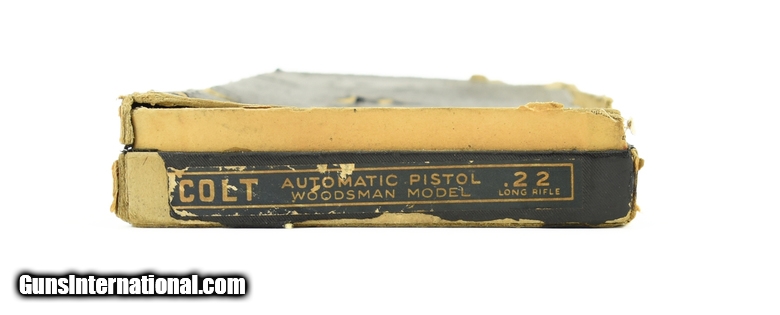 COLT AUTOMATIC PISTOL .22
WOODSMAN MODEL LONG RIFLE
GunsInternational.com